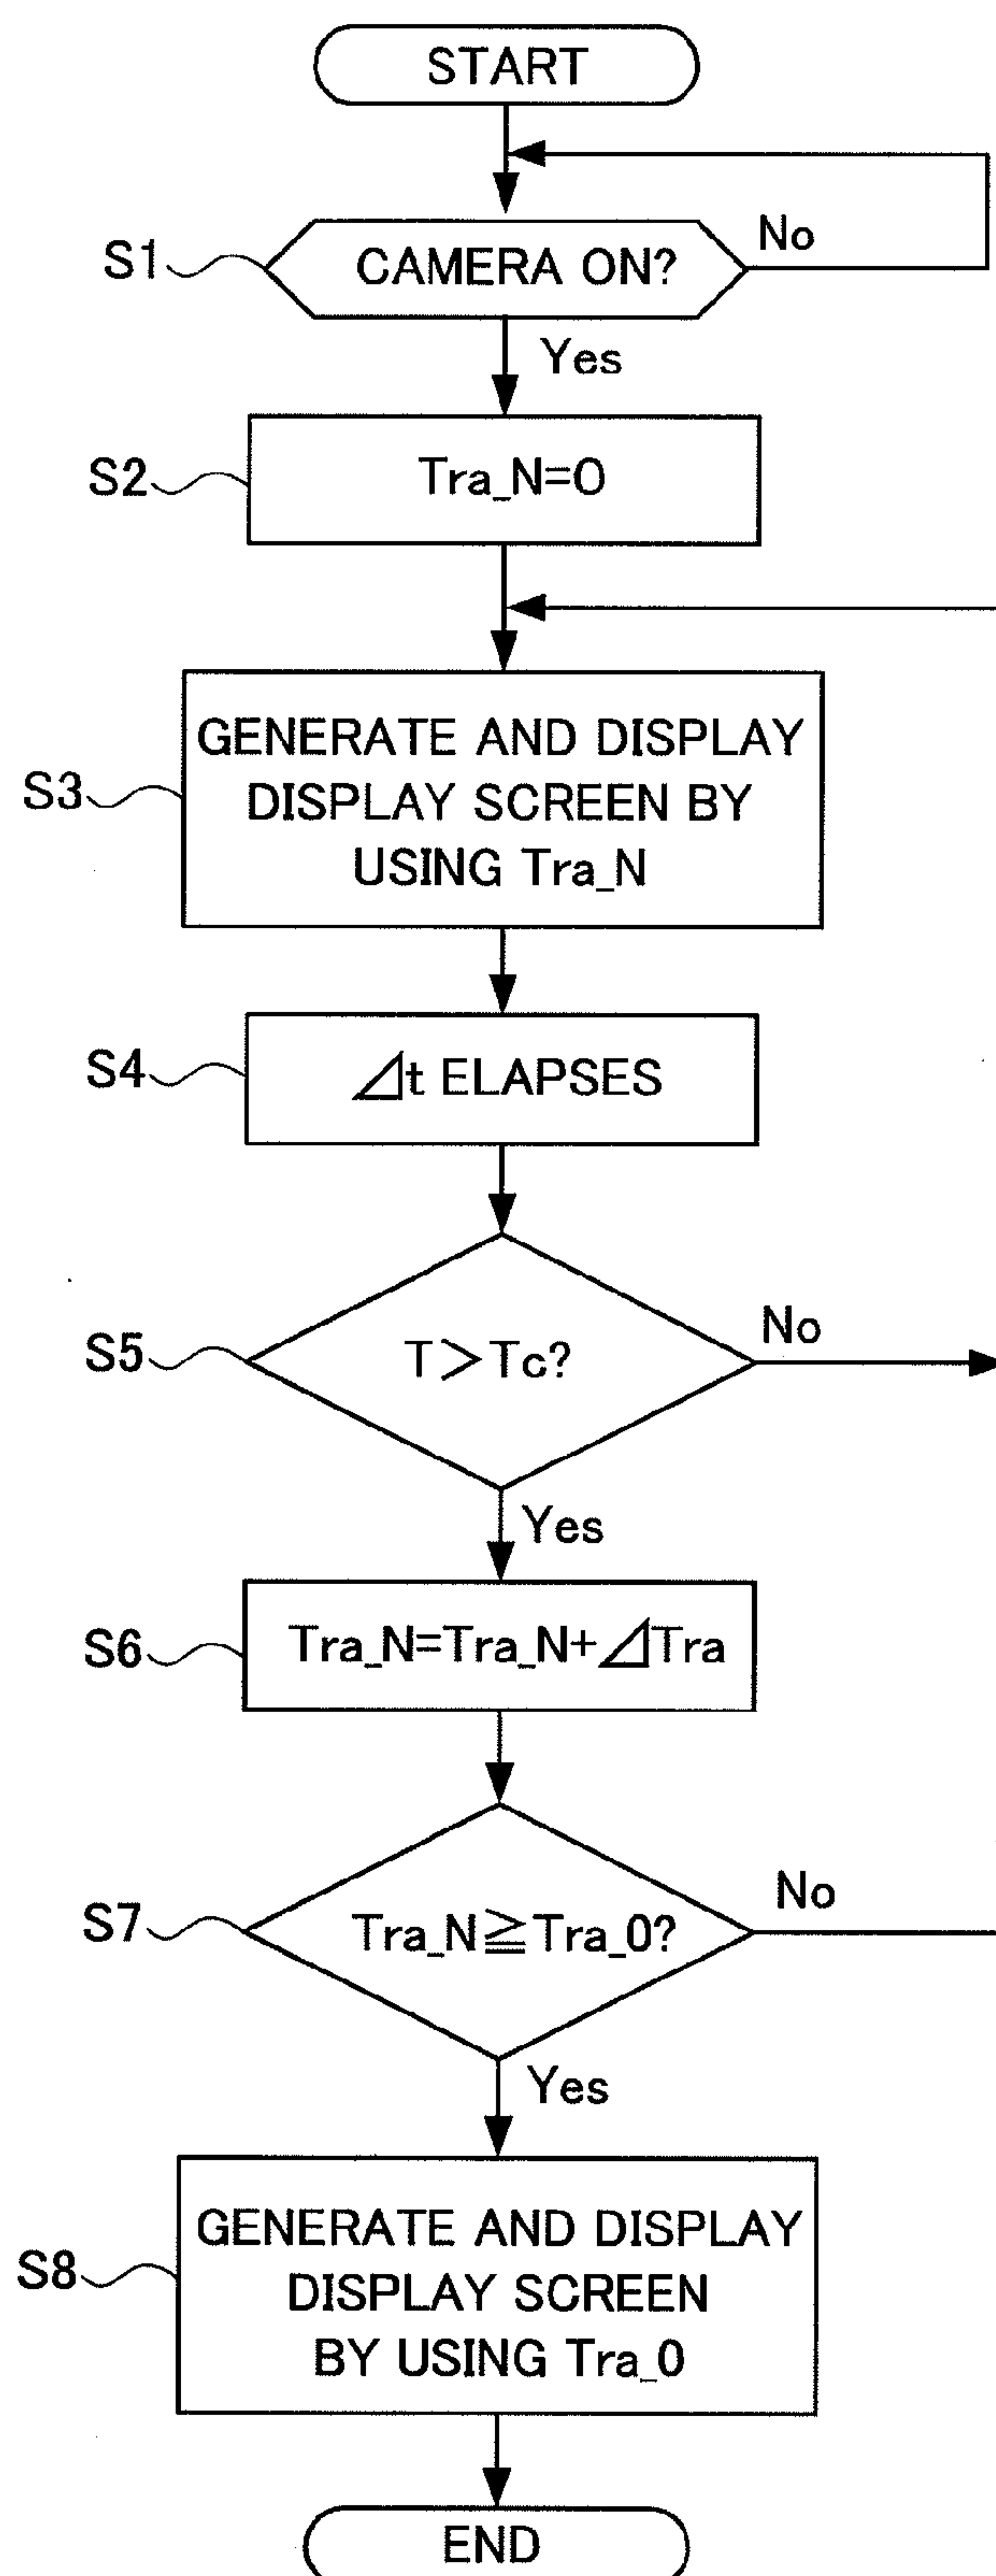 START
S1
CAMERA ON?
No
Yes
S2
Tra_N=0
S3
GENERATE AND DISPLAY
DISPLAY SCREEN BY
USING Tra_N
S4
⊿t ELAPSES
S5
T>Tc?
No
Yes
S6
Tra_N=Tra_N+⊿Tra
S7
Tra_N≧Tra_0?
No
Yes
S8
GENERATE AND DISPLAY
DISPLAY SCREEN
BY USING Tra_0
END